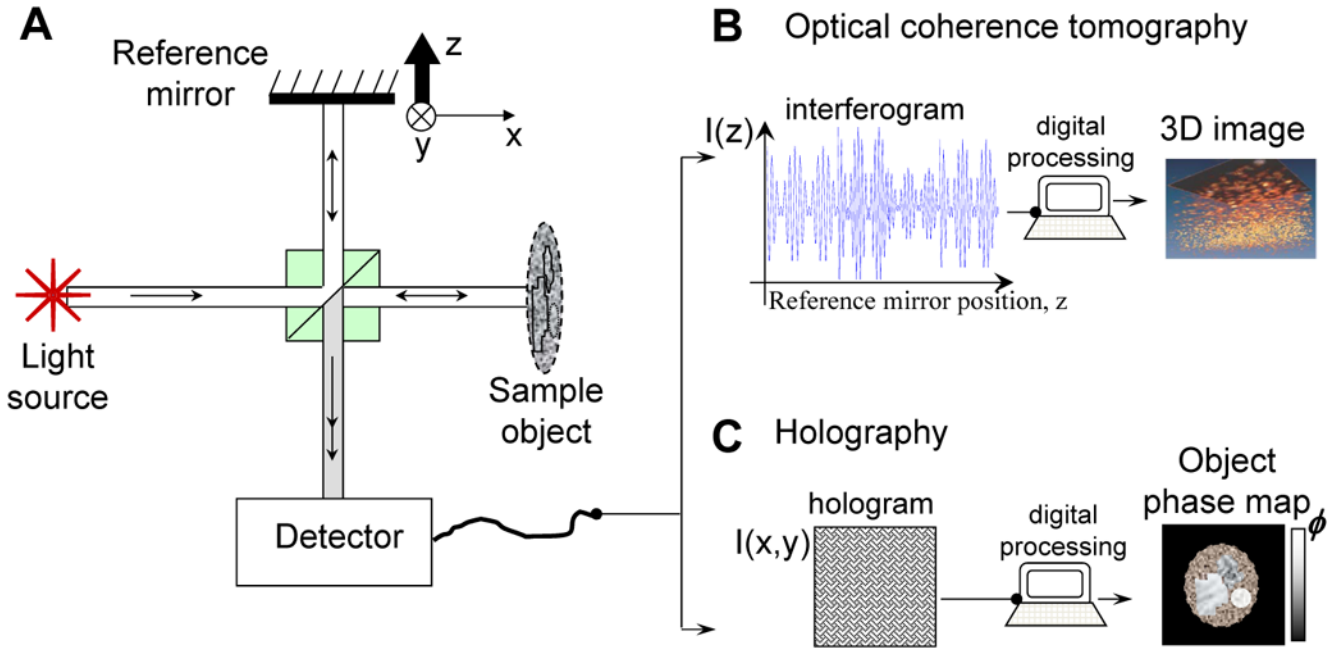 A
Reference
mirror
z
y
x
Light
source
Sample
object
Detector
B
Optical coherence tomography
I(z)
interferogram
digital
processing
3D image
Reference mirror position, z
C
Holography
I(x,y)
hologram
digital
processing
Object
phase map
ϕ